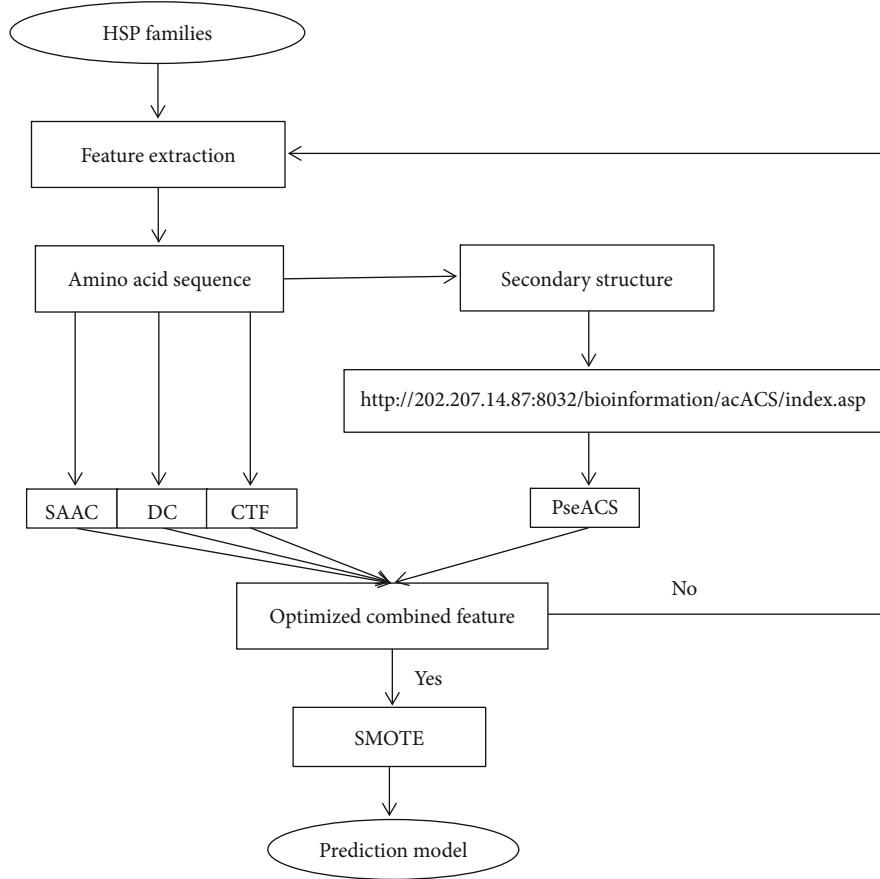 HSP families
Feature extraction
Amino acid sequence
Secondary structure
http://202.207.14.87:8032/bioinformation/acACS/index.asp
SAAC
DC
CTF
PseACS
Optimized combined feature
No
Yes
SMOTE
Prediction model